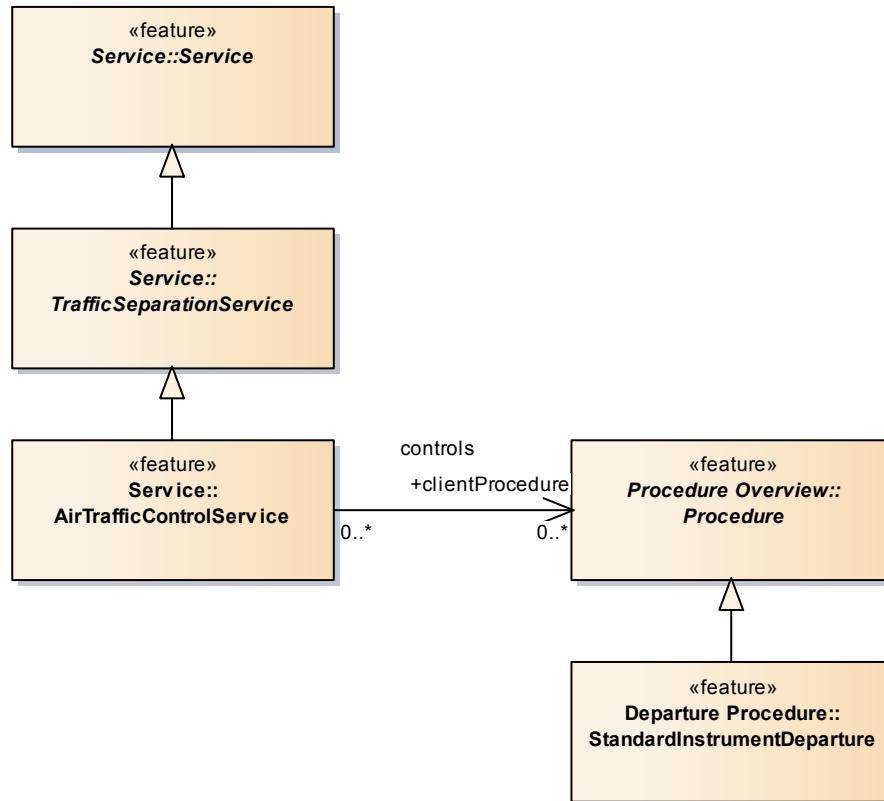 «feature»
Service::Service
«feature»
Service::
TrafficSeparationService
«feature»
Service::
AirTrafficControlService
controls
+clientProcedure
0..*
0..*
«feature»
Procedure Overview::
Procedure
«feature»
Departure Procedure::
StandardInstrumentDeparture